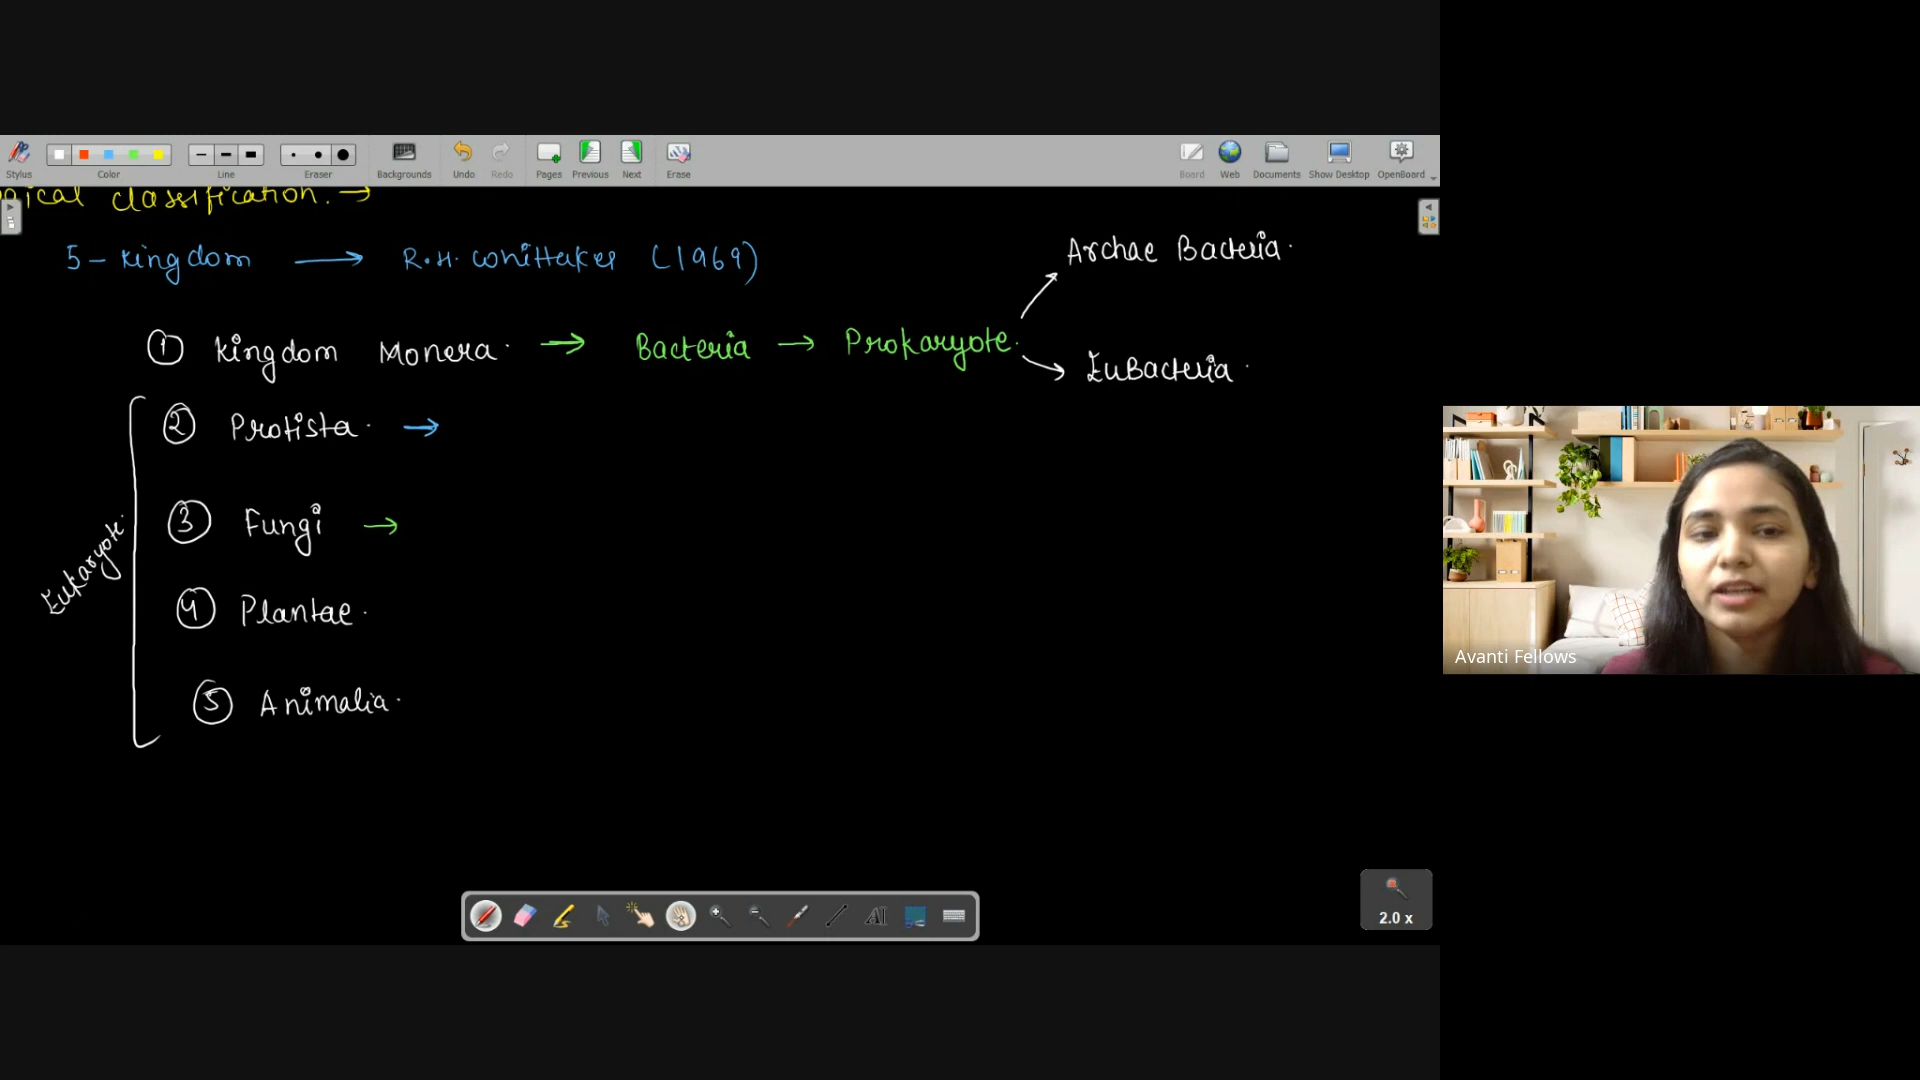 Stylus Color Line Eraser Backgrounds Undo Redo Pages Previous Next Erase Board Web Documents Show Desktop OpenBoard
ical classification. →
5 - Kingdom → R.H. Whittaker (1969)
Archae Bacteria.
① Kingdom Monera. → Bacteria → Prokaryote.
EuBacteria.
② Protista. →
③ Fungi →
Eukaryote.
④ Plantae.
⑤ Animalia.
Avanti Fellows
2.0 x